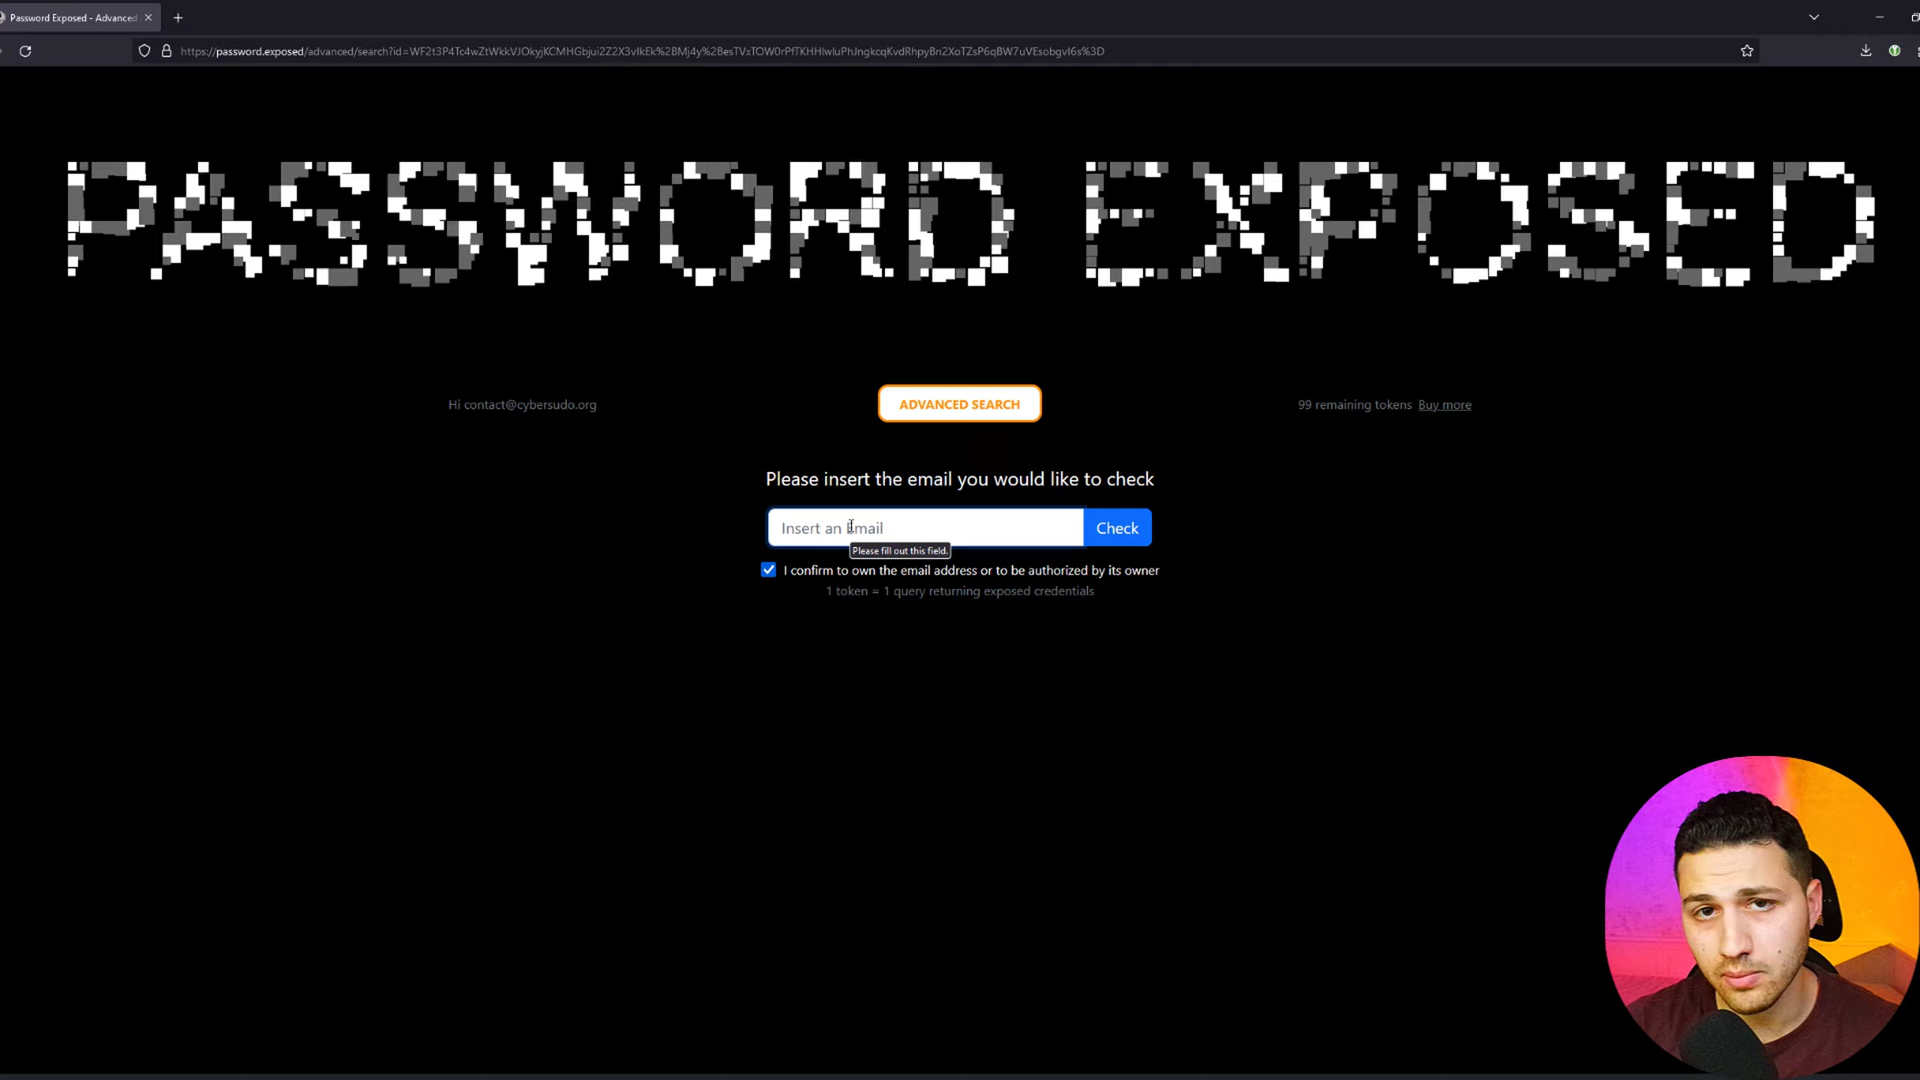 Password Exposed - Advanced
https://password.exposed/advanced/search?id=WF2t3P4Tc4wZtWkkVJOkyjKCMHGbjui2Z2X3vIkEk%2BMj4y%2BesTVxTOW0rPfTKHHlwluPhJngkcqKvdRhpyBn2XoTZsP6qBW7uVEsobgvI6s%3D
PASSWORD EXPOSED
Hi contact@cybersudo.org
ADVANCED SEARCH
99 remaining tokens Buy more
Please insert the email you would like to check
Insert an Email
Check
Please fill out this field.
I confirm to own the email address or to be authorized by its owner
1 token = 1 query returning exposed credentials